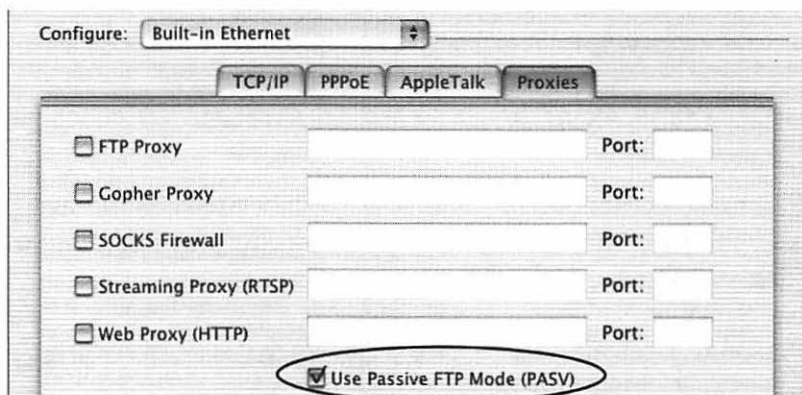 Configure: Built-in Ethernet
TCP/IP PPPoE AppleTalk Proxies
FTP Proxy Port:
Gopher Proxy Port:
SOCKS Firewall Port:
Streaming Proxy (RTSP) Port:
Web Proxy (HTTP) Port:
Use Passive FTP Mode (PASV)